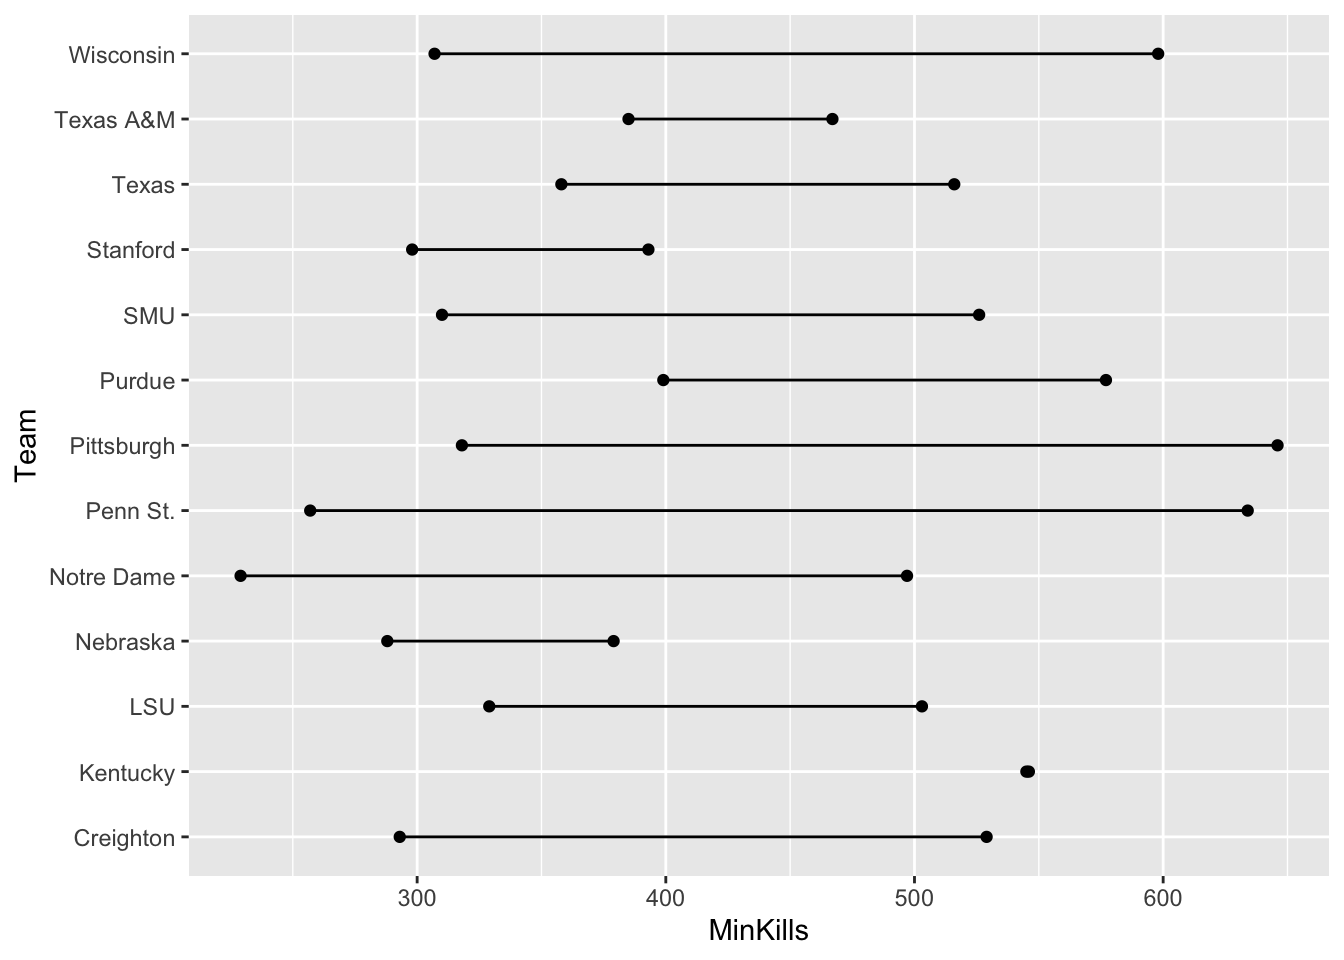 Wisconsin
Texas A&M
Texas
Stanford
SMU
Purdue
Pittsburgh
Penn St.
Notre Dame
Nebraska
LSU
Kentucky
Creighton
Team
300 400 500 600
MinKills